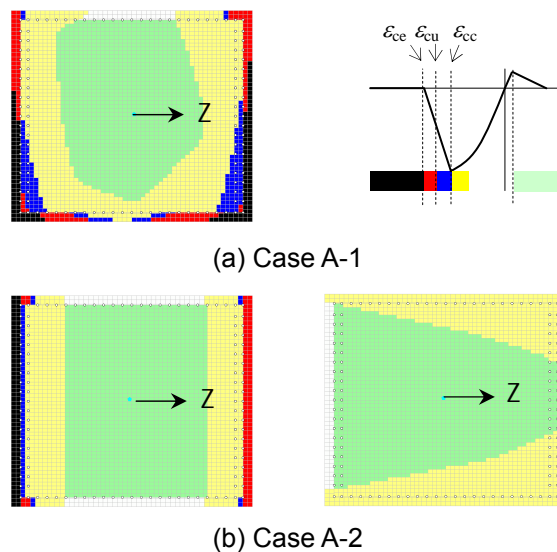 εce εcu εcc
Z
(a) Case A-1
Z
Z
(b) Case A-2